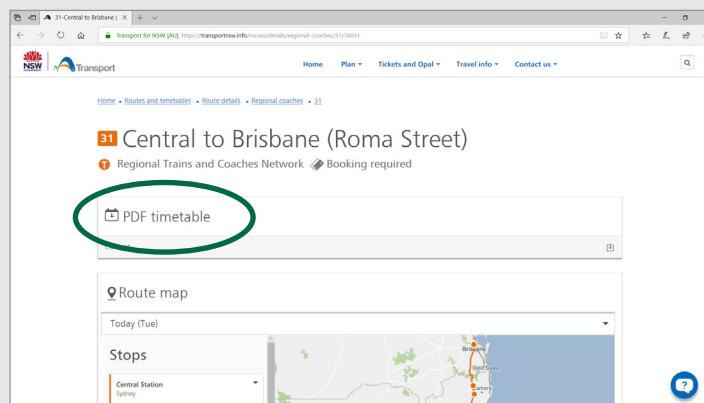 31-Central to Brisbane (
Transport for NSW [AU] https://transportnsw.info/routes/details/regional-coaches/31/76031
NSW
Transport
Home Plan Tickets and Opal Travel info Contact us
Home Routes and timetables Route details Regional coaches 31
31 Central to Brisbane (Roma Street)
T Regional Trains and Coaches Network Booking required
PDF timetable
Route map
Today (Tue)
Stops
Central Station
Sydney
Brisbane
Gold Coast
?